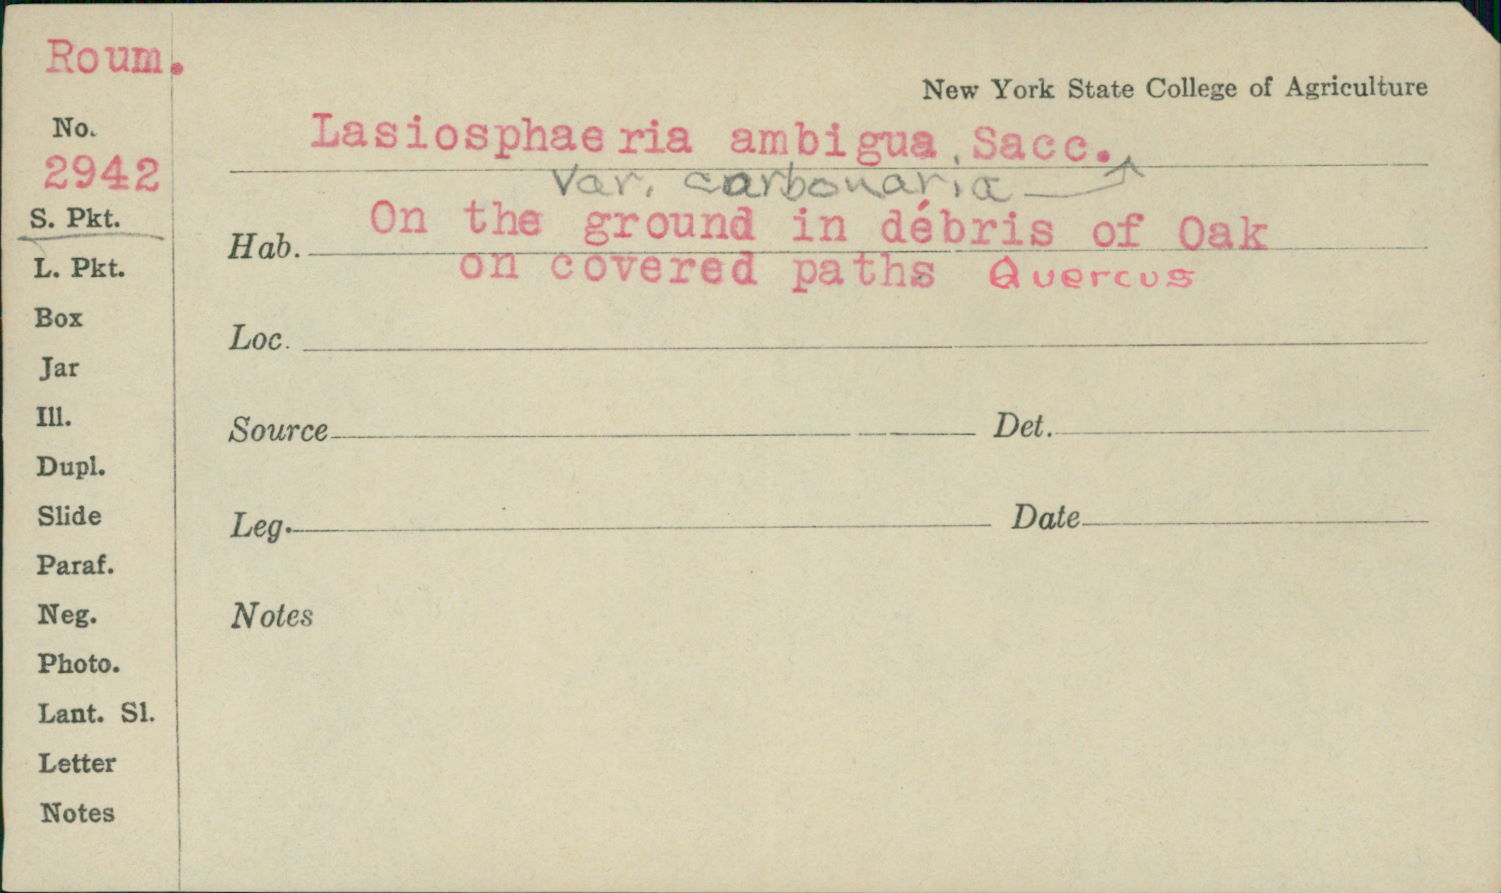 Roum.
New York State College of Agriculture
No.
2942
Lasiosphaeria ambigua, Sacc.
Var. carbonaria
S. Pkt.
Hab. On the ground in débris of Oak
on covered paths Quercus
L. Pkt.
Box
Loc.
Jar
Ill.
Source Det.
Dupl.
Slide
Leg. Date
Paraf.
Neg.
Notes
Photo.
Lant. Sl.
Letter
Notes